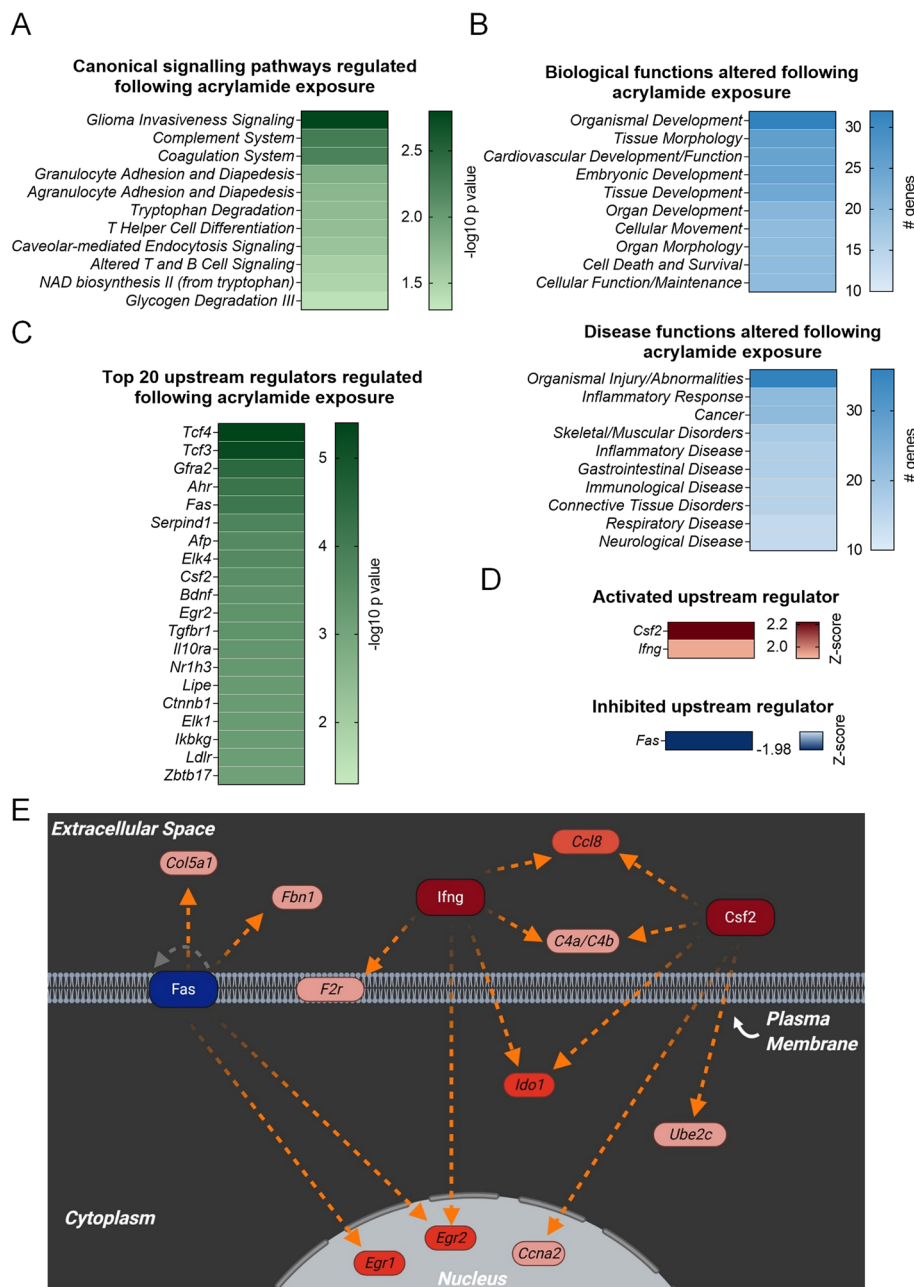 A
Canonical signalling pathways regulated
following acrylamide exposure
Glioma Invasiveness Signaling
Complement System
Coagulation System
Granulocyte Adhesion and Diapedesis
Agranulocyte Adhesion and Diapedesis
Tryptophan Degradation
T Helper Cell Differentiation
Caveolar-mediated Endocytosis Signaling
Altered T and B Cell Signaling
NAD biosynthesis II (from tryptophan)
Glycogen Degradation III
2.5
2.0
1.5
-log10 p value
B
Biological functions altered following
acrylamide exposure
Organismal Development
Tissue Morphology
Cardiovascular Development/Function
Embryonic Development
Tissue Development
Organ Development
Cellular Movement
Organ Morphology
Cell Death and Survival
Cellular Function/Maintenance
30
20
10
# genes
Disease functions altered following
acrylamide exposure
Organismal Injury/Abnormalities
Inflammatory Response
Cancer
Skeletal/Muscular Disorders
Inflammatory Disease
Gastrointestinal Disease
Immunological Disease
Connective Tissue Disorders
Respiratory Disease
Neurological Disease
30
20
10
# genes
C
Top 20 upstream regulators regulated
following acrylamide exposure
Tcf4
Tcf3
Gfra2
Ahr
Fas
Serpind1
Afp
Elk4
Csf2
Bdnf
Egr2
Tgfbr1
Il10ra
Nr1h3
Lipe
Ctnnb1
Elk1
Ikbkg
Ldlr
Zbtb17
5
4
3
2
-log10 p value
D
Activated upstream regulator
Csf2
Ifng
2.2
2.0
Z-score
Inhibited upstream regulator
Fas
-1.98
Z-score
E
Extracellular Space
Col5a1
Fbn1
Ifng
Ccl8
Csf2
C4a/C4b
Fas
F2r
Plasma
Membrane
Ido1
Ube2c
Cytoplasm
Egr1
Egr2
Ccna2
Nucleus